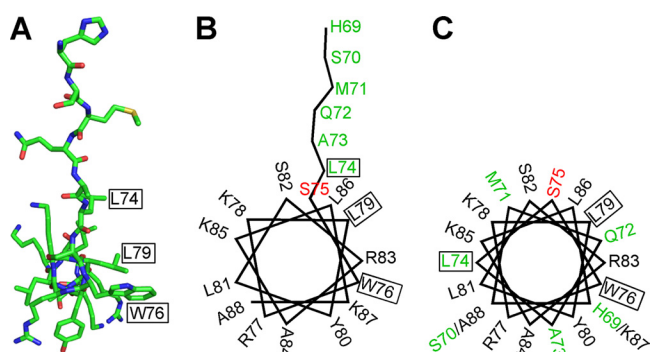 A
L74
L79
W76
B
H69
S70
M71
Q72
A73
L74
S75
S82
L86
K78
L79
K85
R83
L81
W76
A88
K87
R77
Y80
C
S82
S75
M71
L86
K78
L79
K85
Q72
L74
R83
L81
W76
S70/A88
H69/K87
R77
Y80
A73